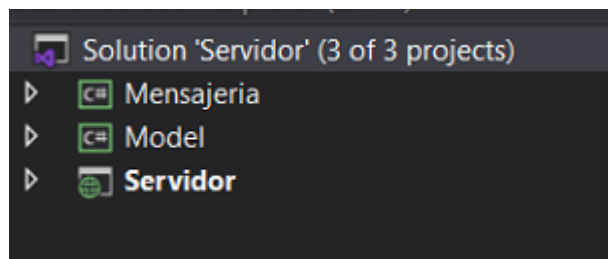 Solution 'Servidor' (3 of 3 projects)
C# Mensajeria
C# Model
Servidor